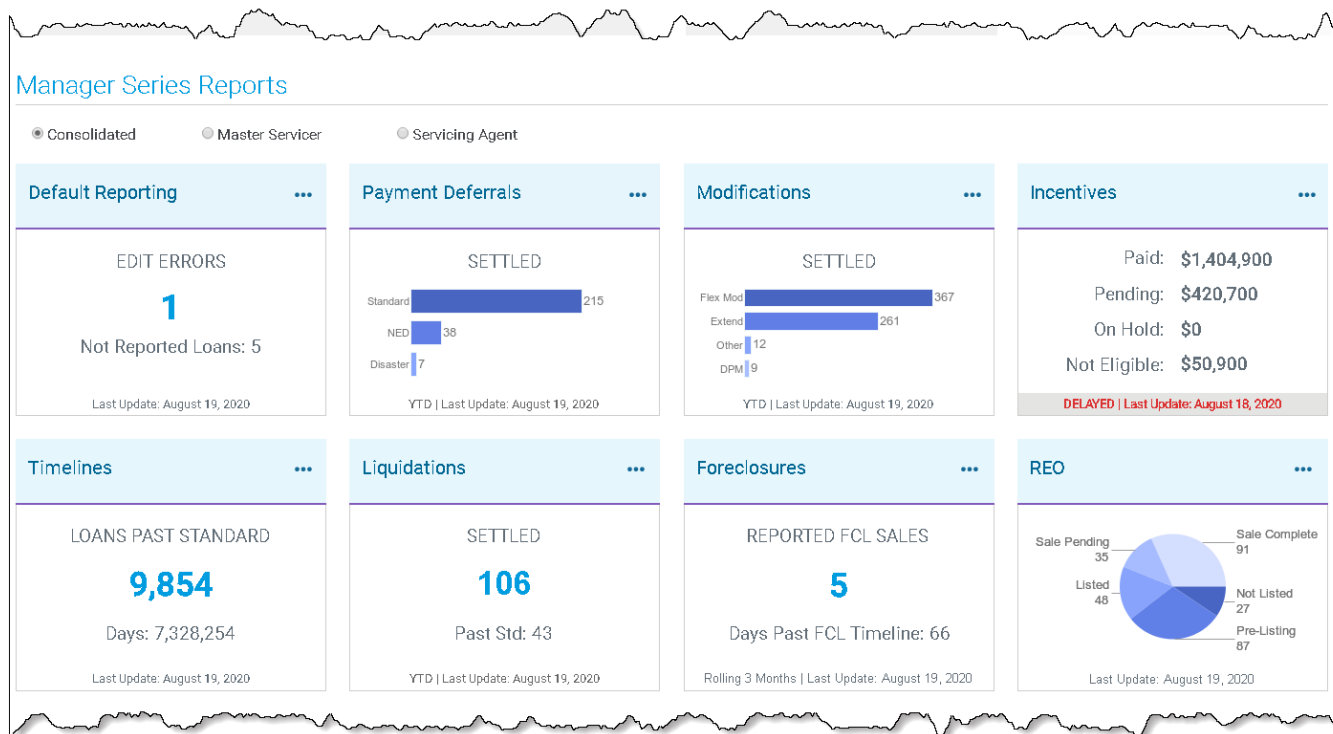 Manager Series Reports
Consolidated Master Servicer Servicing Agent
Default Reporting •••
EDIT ERRORS
1
Not Reported Loans: 5
Last Update: August 19, 2020
Payment Deferrals •••
SETTLED
Standard 215
NED 38
Disaster 7
YTD | Last Update: August 19, 2020
Modifications •••
SETTLED
Flex Mod 367
Extend 261
Other 12
DPM 9
YTD | Last Update: August 19, 2020
Incentives •••
Paid: $1,404,900
Pending: $420,700
On Hold: $0
Not Eligible: $50,900
DELAYED | Last Update: August 18, 2020
Timelines •••
LOANS PAST STANDARD
9,854
Days: 7,328,254
Last Update: August 19, 2020
Liquidations •••
SETTLED
106
Past Std: 43
YTD | Last Update: August 19, 2020
Foreclosures •••
REPORTED FCL SALES
5
Days Past FCL Timeline: 66
Rolling 3 Months | Last Update: August 19, 2020
REO •••
Sale Pending
35
Listed
48
Sale Complete
91
Not Listed
27
Pre-Listing
87
Last Update: August 19, 2020